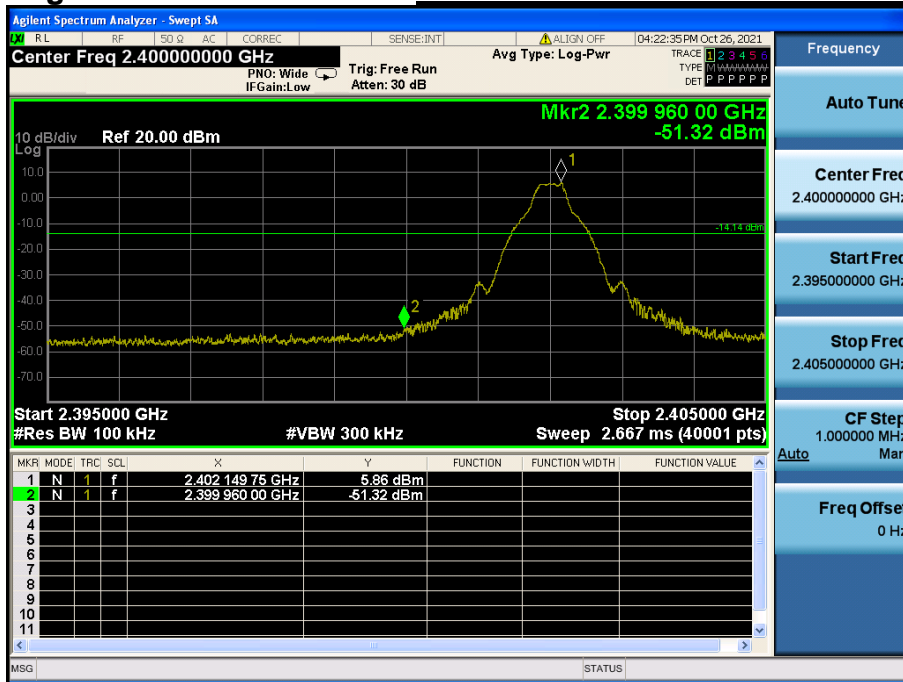 Agilent Spectrum Analyzer - Swept SA
LXI RL RF 50 Ω AC CORREC SENSE:INT ALIGN OFF 04:22:35 PM Oct 26, 2021
Center Freq 2.400000000 GHz
PNO: Wide
IFGain:Low
Trig: Free Run
Atten: 30 dB
Avg Type: Log-Pwr
TRACE 1 2 3 4 5 6
TYPE M WWWWW
DET P P P P P P
Mkr2 2.399 960 00 GHz
-51.32 dBm
10 dB/div Ref 20.00 dBm
Log
10.0
0.00
-10.0
-20.0
-30.0
-40.0
-50.0
-60.0
-70.0
1
2
-14.14 dBm
Start 2.395000 GHz Stop 2.405000 GHz
#Res BW 100 kHz #VBW 300 kHz Sweep 2.667 ms (40001 pts)
MKR MODE TRC SCL X Y FUNCTION FUNCTION WIDTH FUNCTION VALUE
1 N 1 f 2.402 149 75 GHz 5.86 dBm
2 N 1 f 2.399 960 00 GHz -51.32 dBm
3
4
5
6
7
8
9
10
11
MSG STATUS
Frequency
Auto Tune
Center Freq
2.400000000 GHz
Start Freq
2.395000000 GHz
Stop Freq
2.405000000 GHz
CF Step
1.000000 MHz
Auto Man
Freq Offset
0 Hz